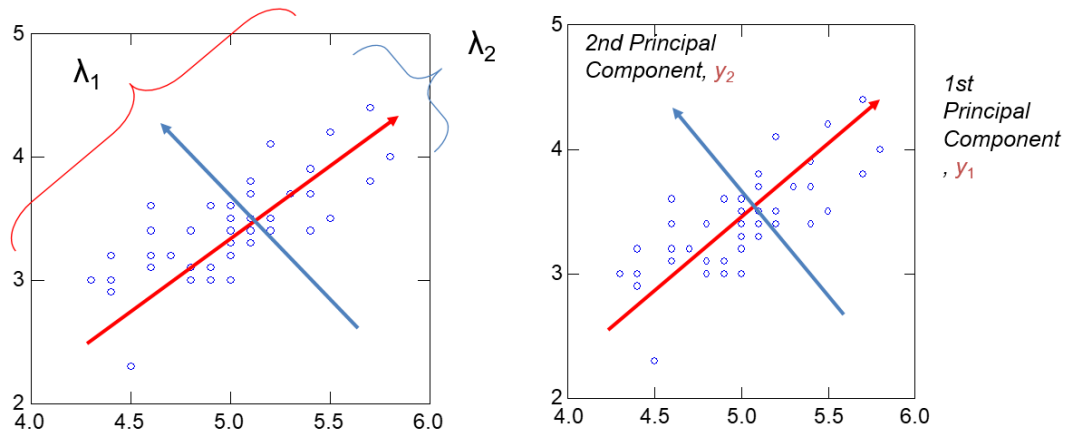 5
4
3
2
4.0 4.5 5.0 5.5 6.0
λ1
λ2
5
4
3
2
4.0 4.5 5.0 5.5 6.0
2nd Principal
Component, y2
1st
Principal
Component
, y1